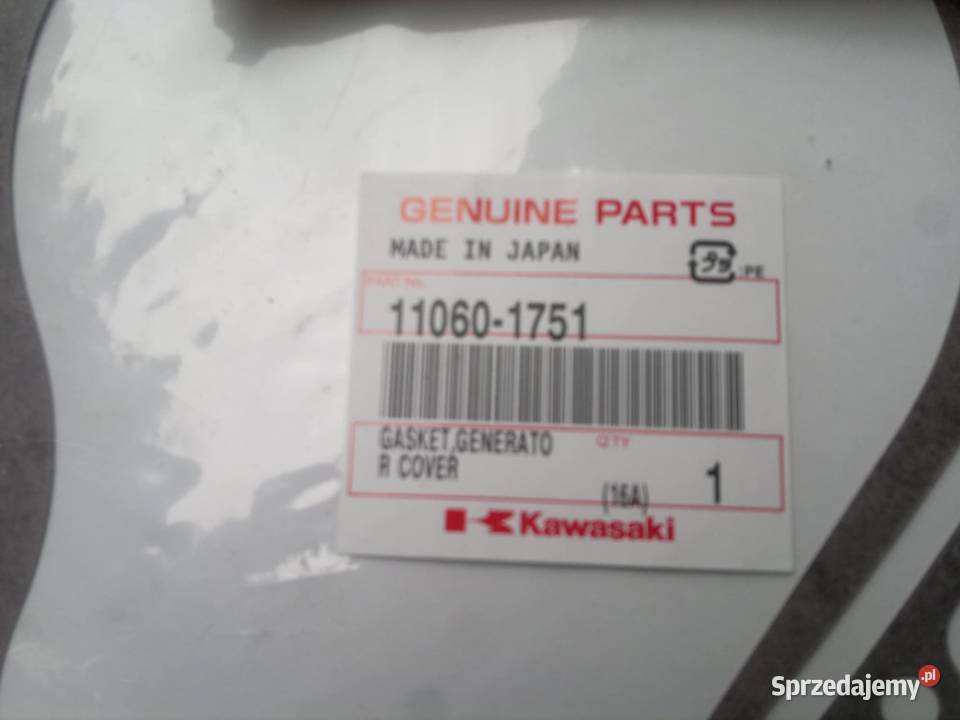 GENUINE PARTS
MADE IN JAPAN
:PE
PART No.
11060-1751
GASKET,GENERATO
R COVER
QTY
(16A)
1
Kawasaki
Sprzedajemy.pl